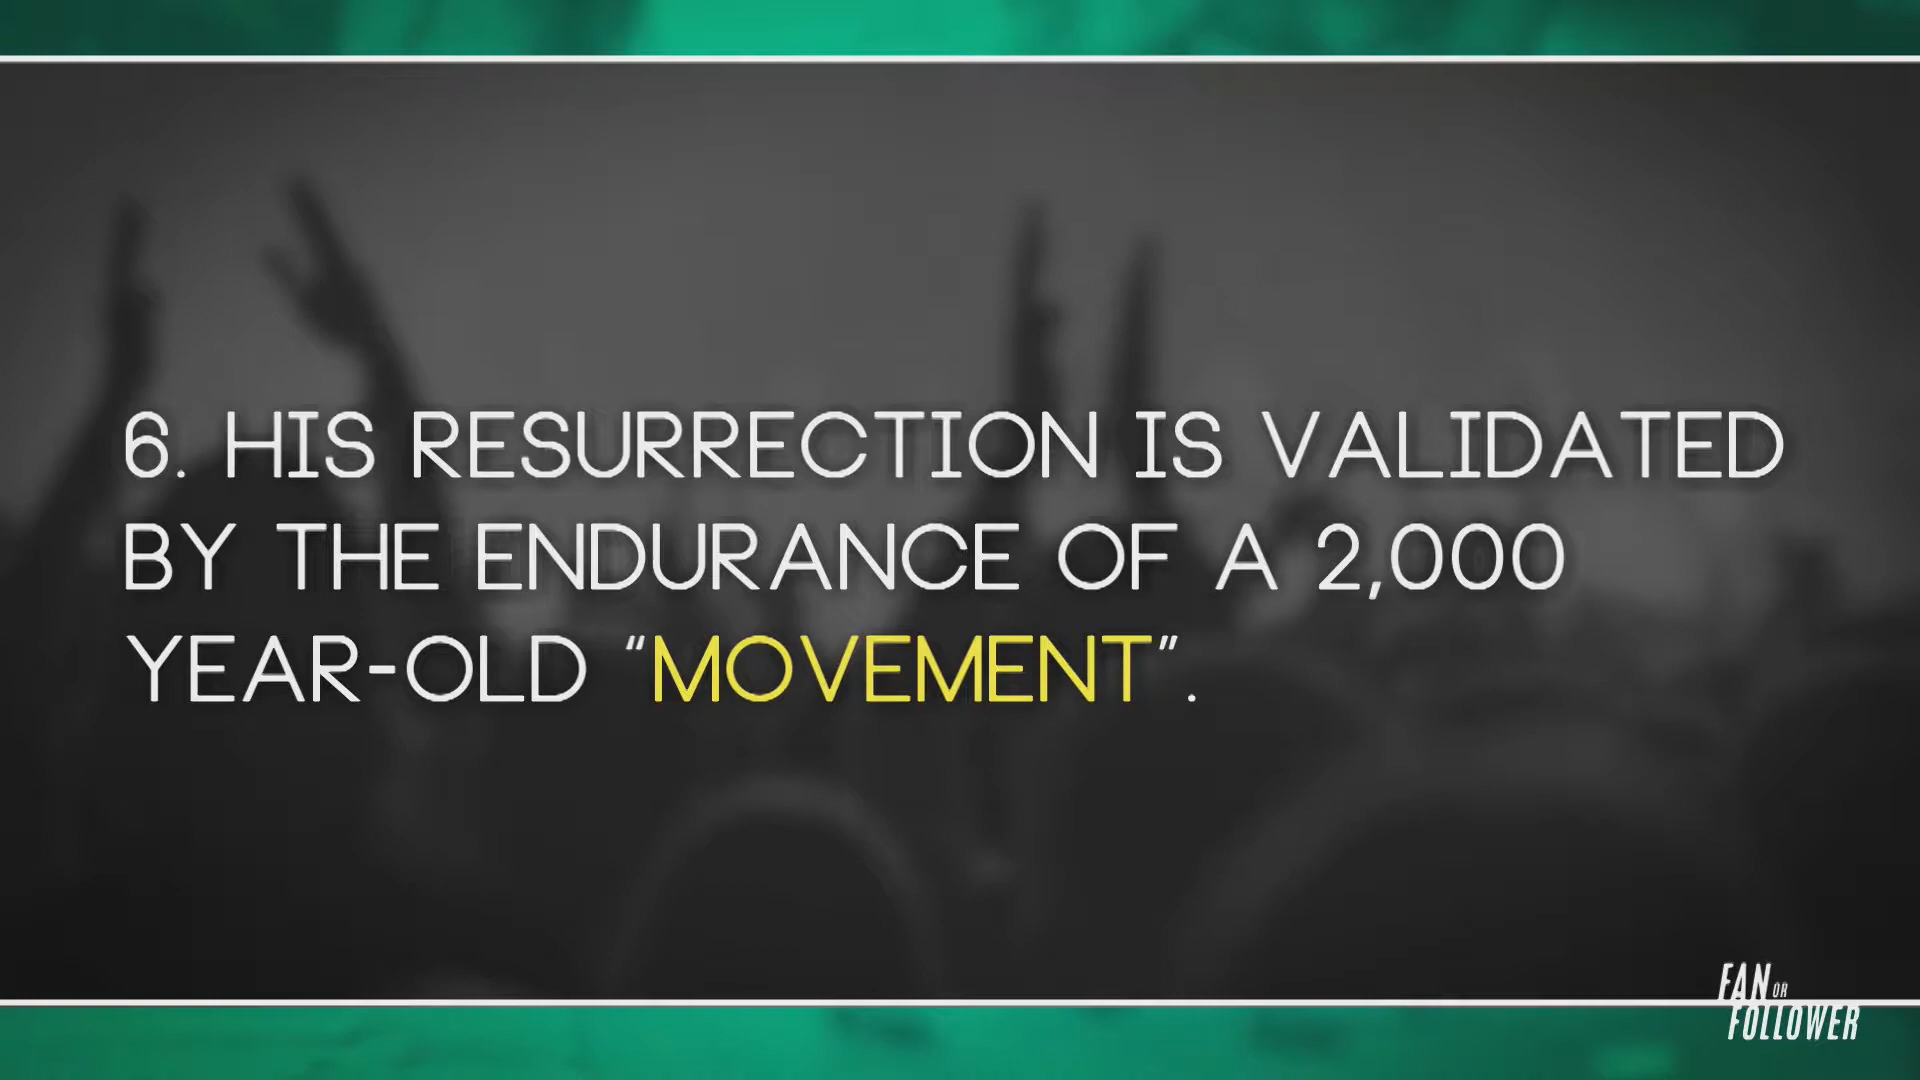 6. HIS RESURRECTION IS VALIDATED
BY THE ENDURANCE OF A 2,000
YEAR-OLD “MOVEMENT”.
FAN OR
FOLLOWER